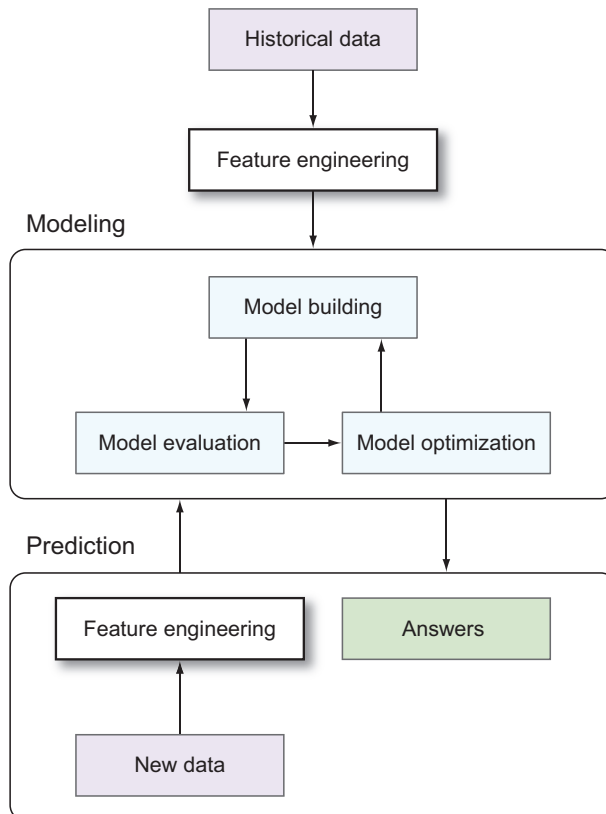 Historical data
Feature engineering
Modeling
Model building
Model evaluation
Model optimization
Prediction
Feature engineering
Answers
New data